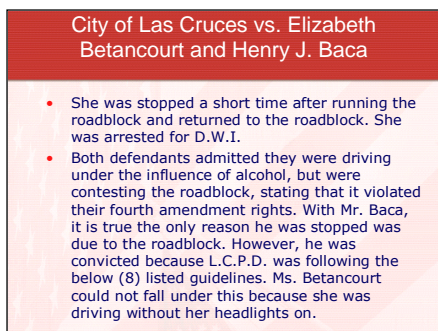 City of Las Cruces vs. Elizabeth
Betancourt and Henry J. Baca
• She was stopped a short time after running the
roadblock and returned to the roadblock. She
was arrested for D.W.I.
• Both defendants admitted they were driving
under the influence of alcohol, but were
contesting the roadblock, stating that it violated
their fourth amendment rights. With Mr. Baca,
it is true the only reason he was stopped was
due to the roadblock. However, he was
convicted because L.C.P.D. was following the
below (8) listed guidelines. Ms. Betancourt
could not fall under this because she was
driving without her headlights on.